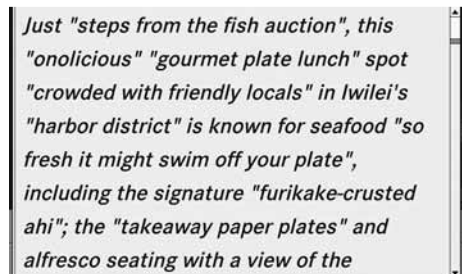 Just "steps from the fish auction", this
"onolicious" "gourmet plate lunch" spot
"crowded with friendly locals" in Iwilei's
"harbor district" is known for seafood "so
fresh it might swim off your plate",
including the signature "furikake-crusted
ahi"; the "takeaway paper plates" and
alfresco seating with a view of the